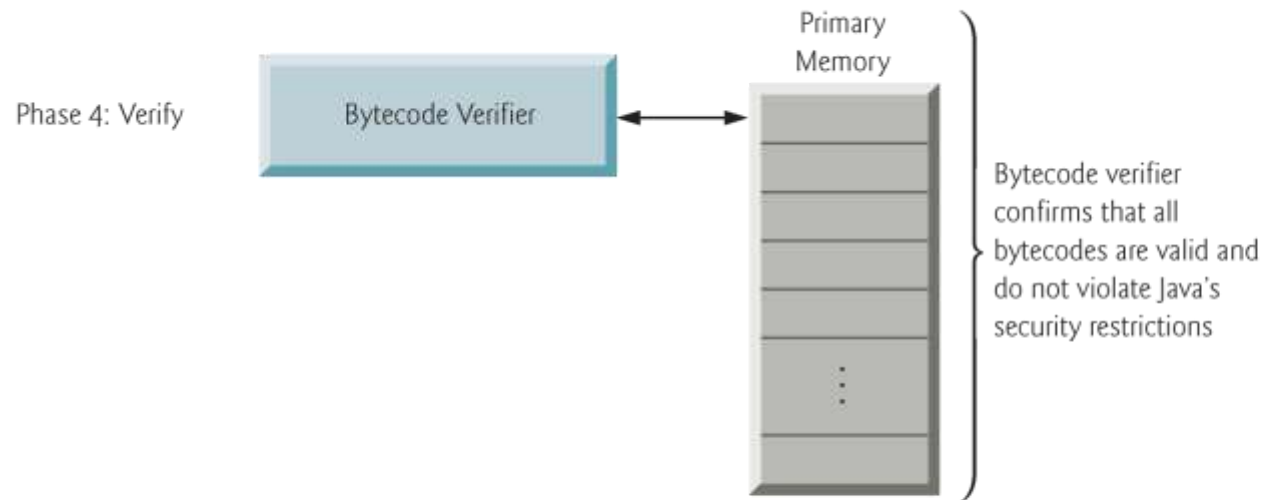 Primary
Memory
Phase 4: Verify
Bytecode Verifier
Bytecode verifier
confirms that all
bytecodes are valid and
do not violate Java's
security restrictions